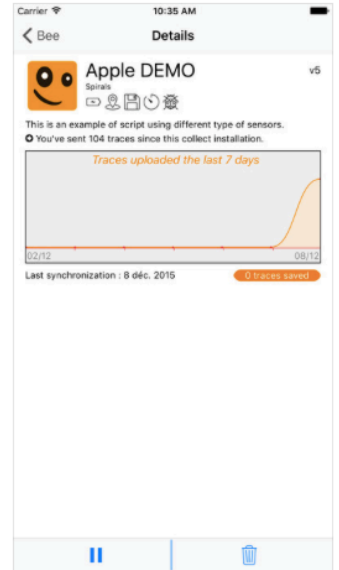 Carrier 10:35 AM
Bee Details
Apple DEMO v5
Spirals
This is an example of script using different type of sensors.
You've sent 104 traces since this collect installation.
Traces uploaded the last 7 days
02/12 08/12
Last synchronization : 8 déc. 2015 0 traces saved